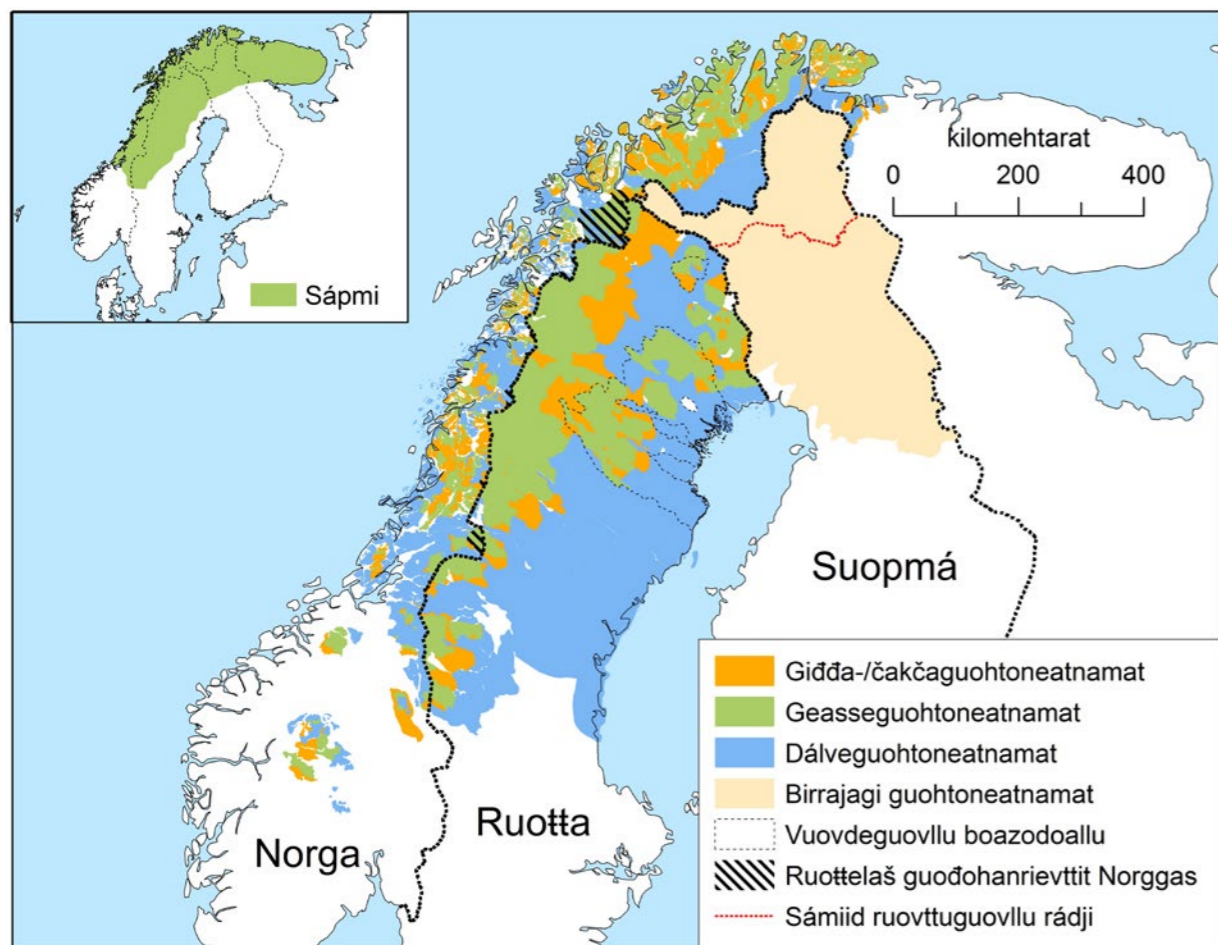 Sápmi
kilomehtarat
0 200 400
Suopmá
Ruoŧŧa
Norga
Giđđa-/čakčaguohtoneatnamat
Geasseguohtoneatnamat
Dálveguohtoneatnamat
Birrajagi guohtoneatnamat
Vuovdeguovllu boazodoallu
Ruoŧŧelaš guođohanrievttit Norggas
Sámiid ruovttuguovllu rádji